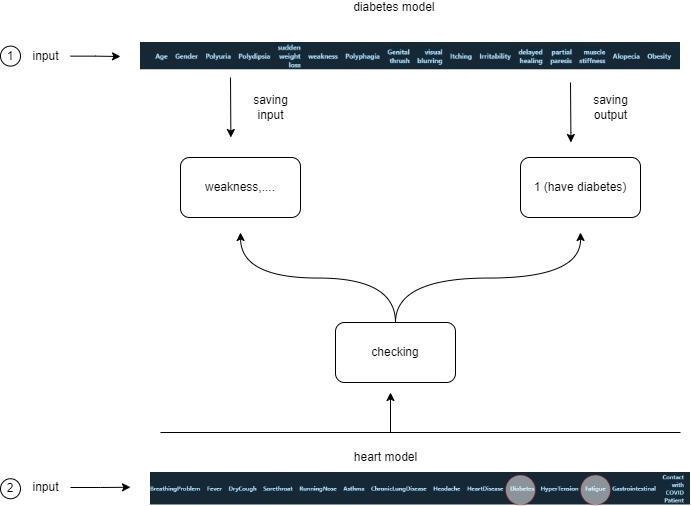 diabetes model
1 input
Age Gender Polyuria Polydipsia sudden weight loss weakness Polyphagia Genital thrush visual blurring Itching Irritability delayed healing partial paresis muscle stiffness Alopecia Obesity
saving
input
saving
output
weakness,....
1 (have diabetes)
checking
heart model
2 input
BreathingProblem Fever DryCough Sorethroat RunningNose Asthma ChronicLungDisease Headache HeartDisease Diabetes HyperTension Fatigue Gastrointestinal Contact with COVID Patient